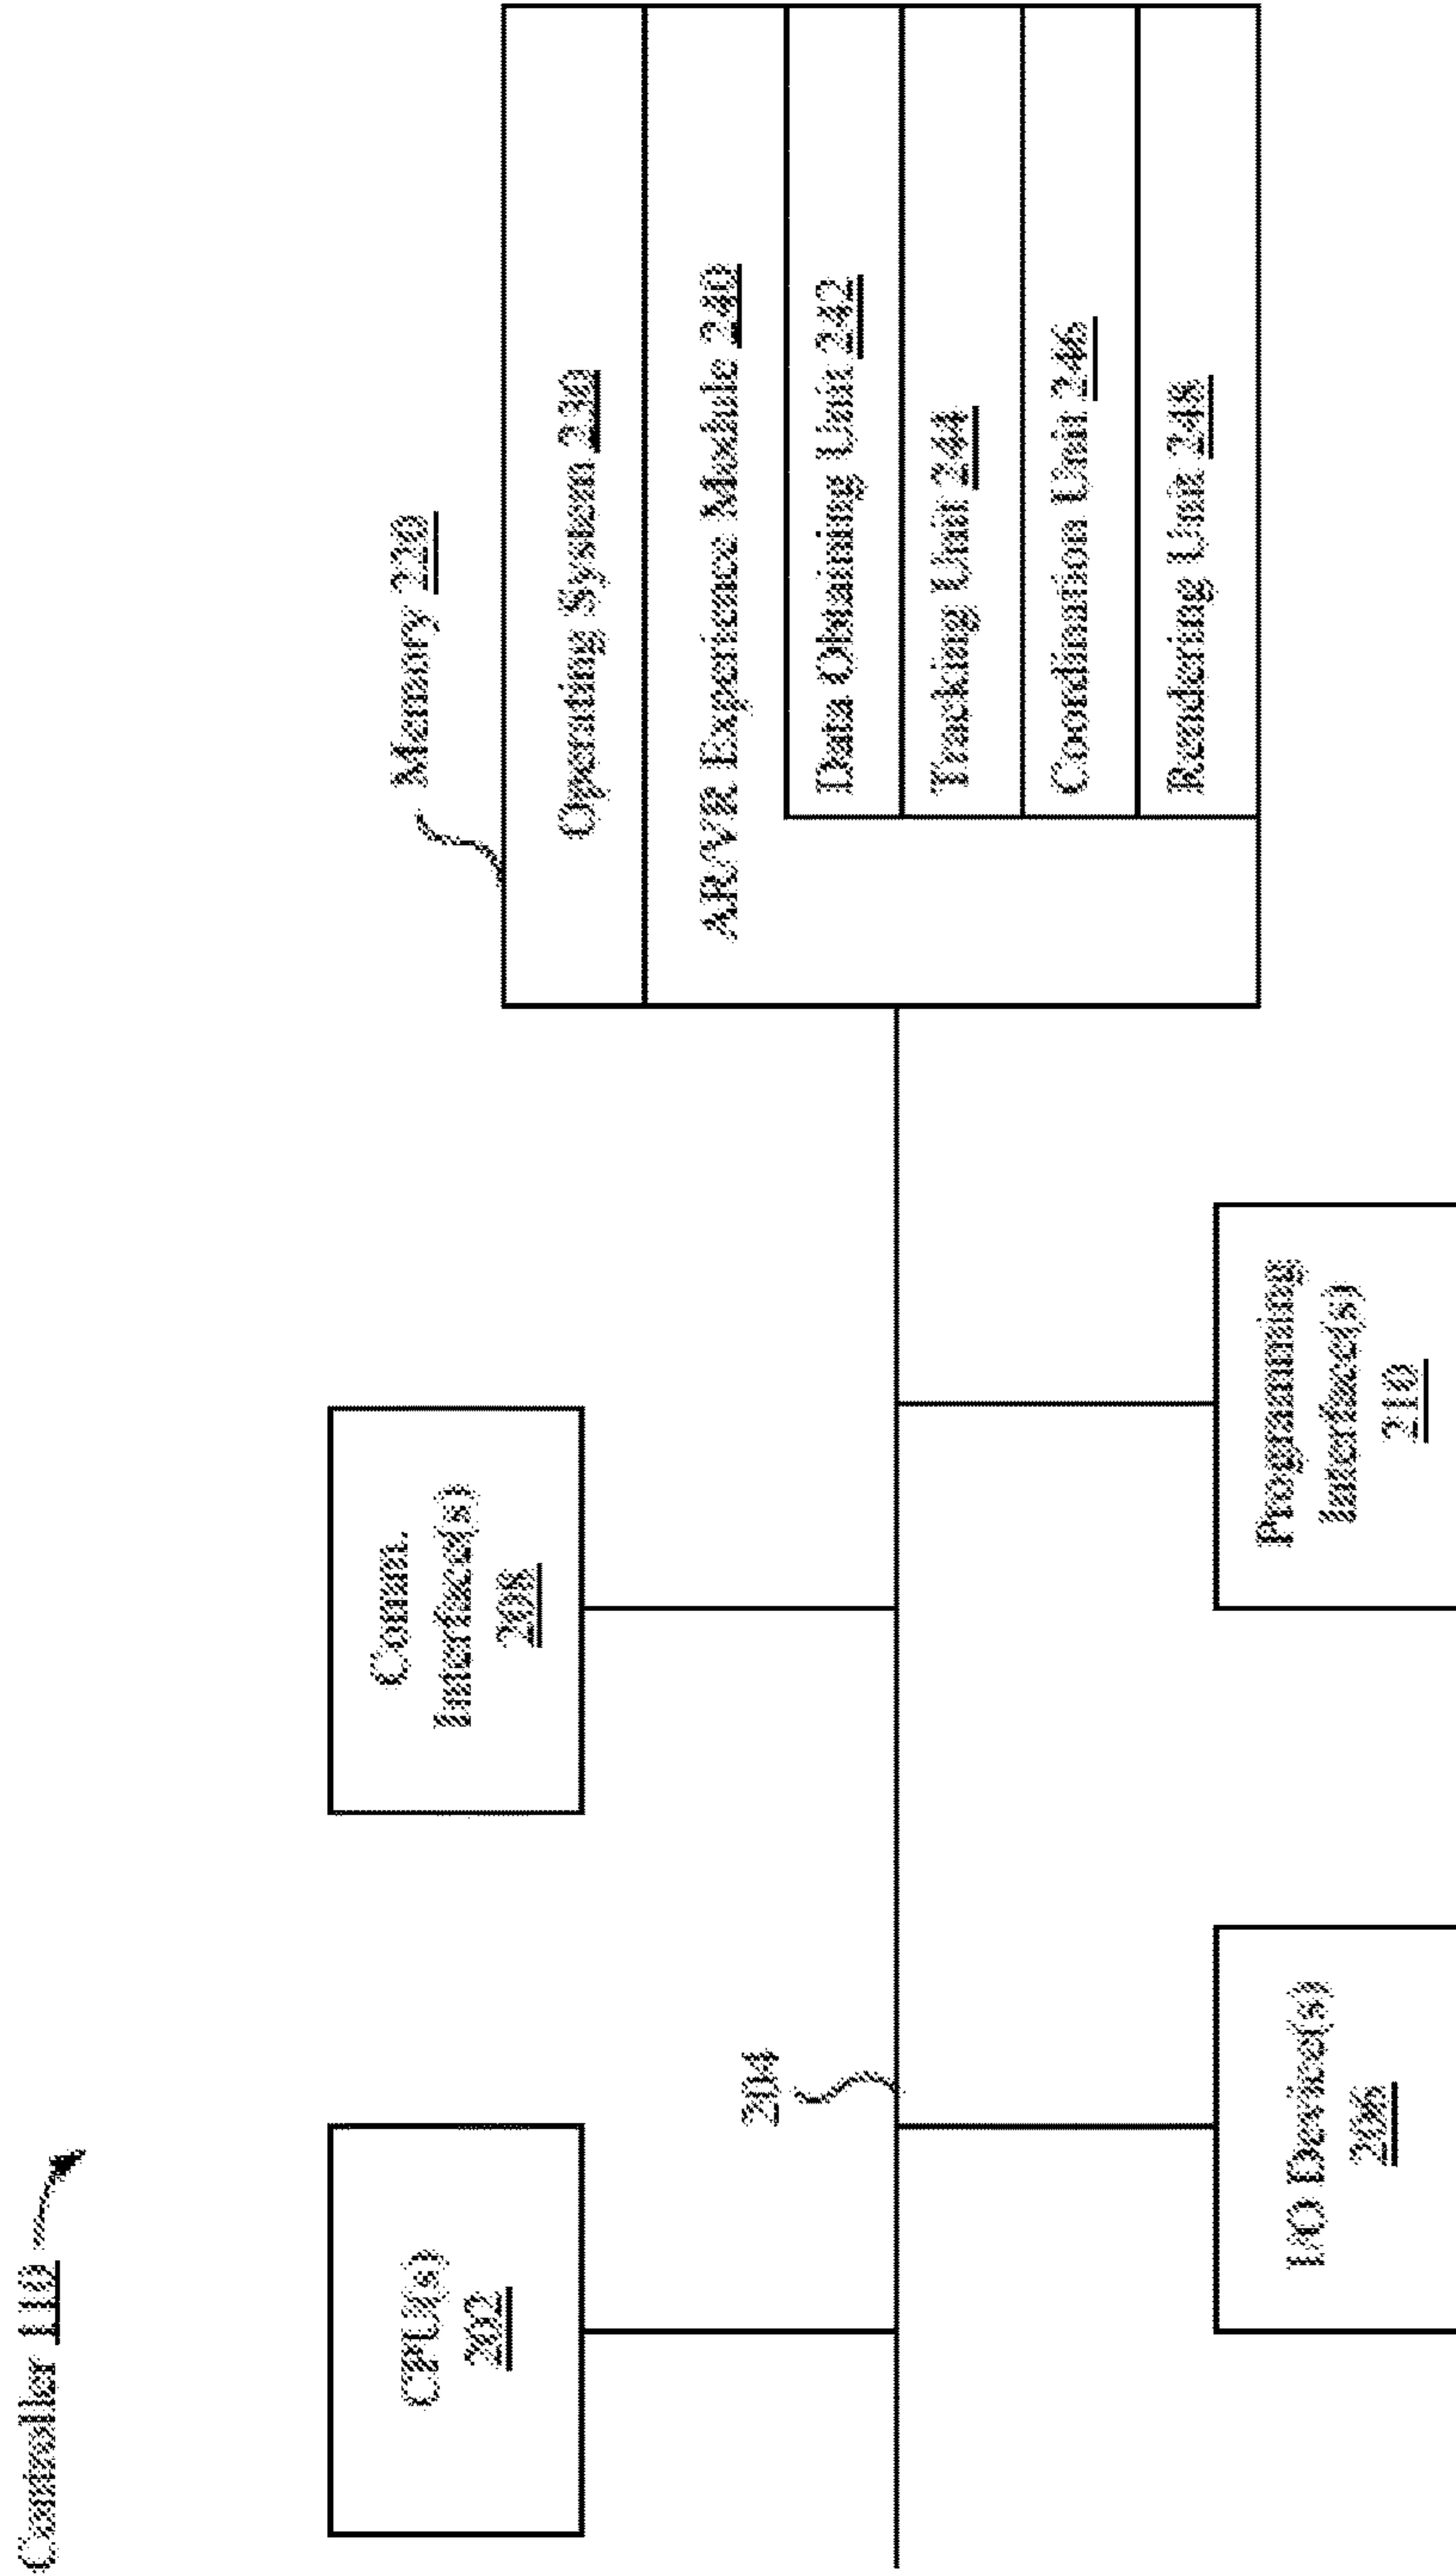 Controller 110
CPU(s)
202
Comm.
Interface(s)
208
Memory 220
Operating System 230
AR/VR Experience Module 240
Data Obtaining Unit 242
Tracking Unit 244
Coordination Unit 246
Rendering Unit 248
204
I/O Device(s)
206
Programming
Interface(s)
210